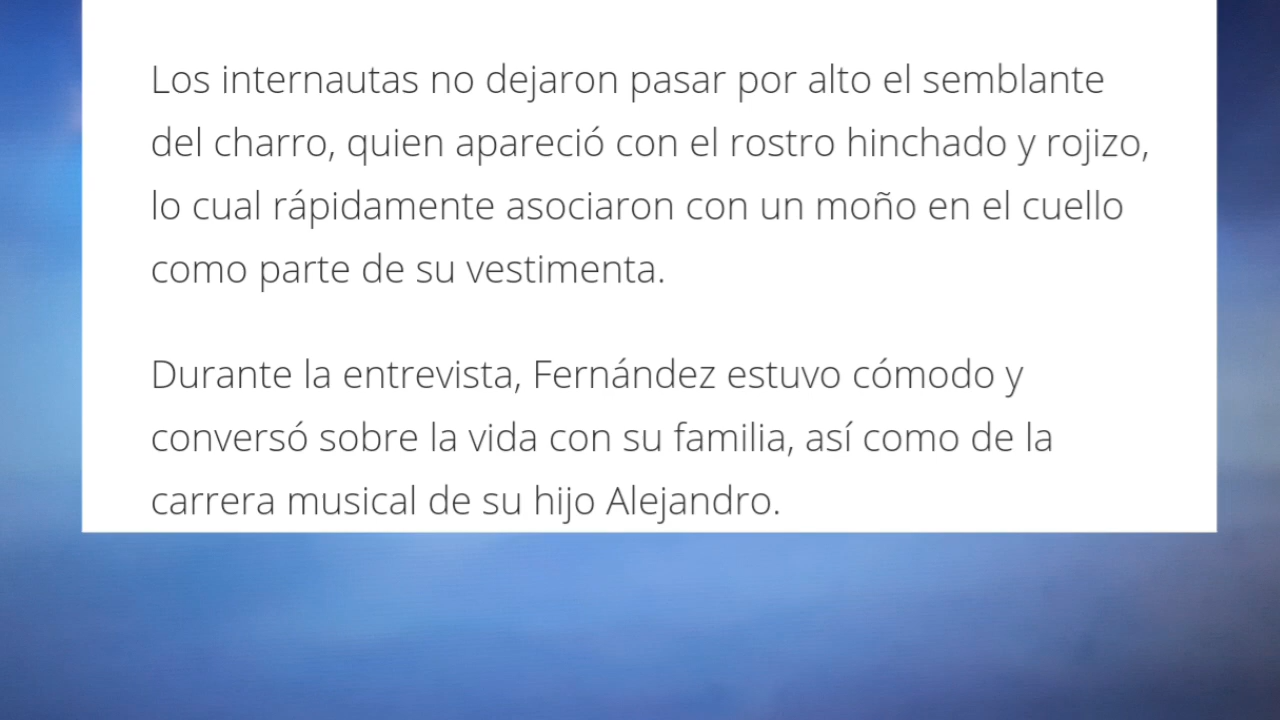 Los internautas no dejaron pasar por alto el semblante
del charro, quien apareció con el rostro hinchado y rojizo,
lo cual rápidamente asociaron con un moño en el cuello
como parte de su vestimenta.
Durante la entrevista, Fernández estuvo cómodo y
conversó sobre la vida con su familia, así como de la
carrera musical de su hijo Alejandro.